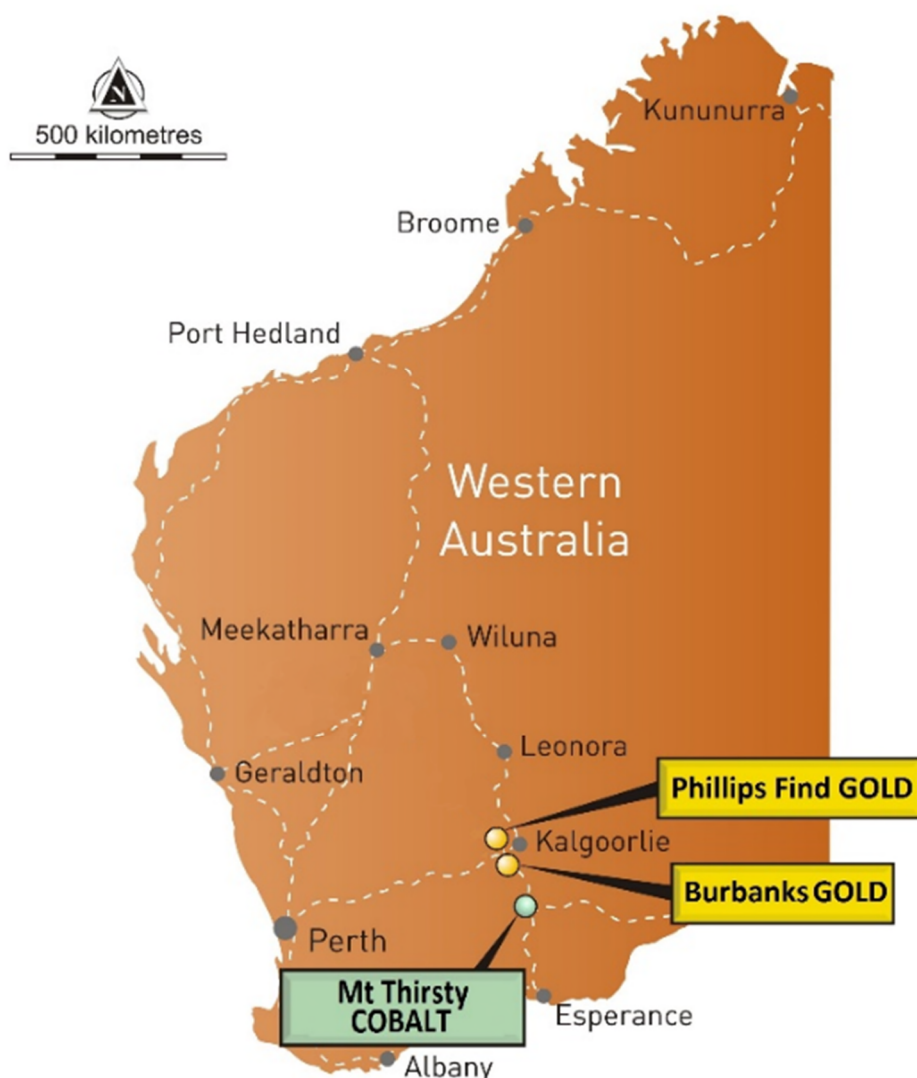 N
500 kilometres
Kununurra
Broome
Port Hedland
Western
Australia
Meekatharra
Wiluna
Leonora
Geraldton
Phillips Find GOLD
Kalgoorlie
Burbanks GOLD
Perth
Mt Thirsty
COBALT
Esperance
Albany